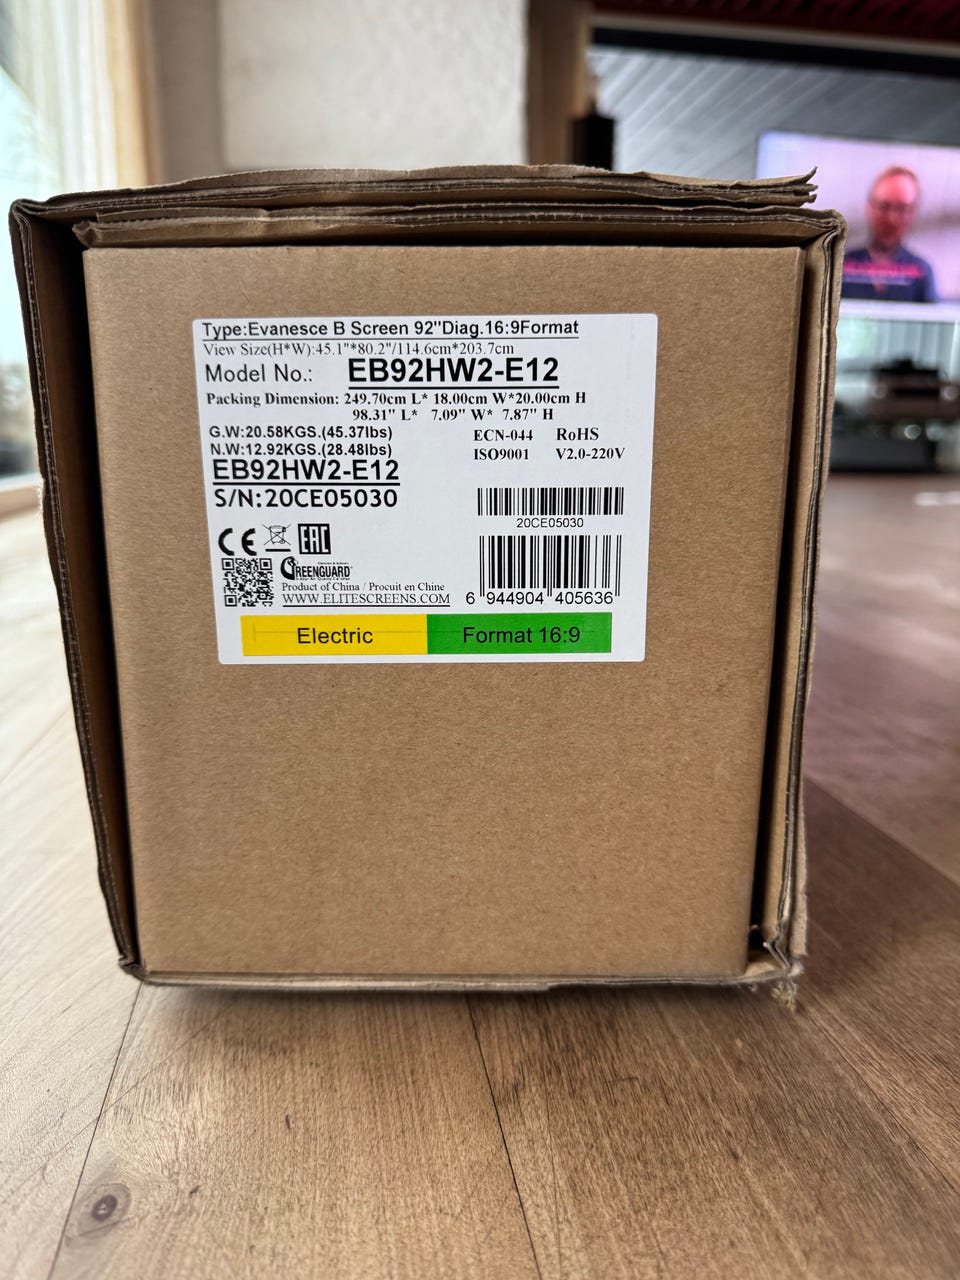 Type:Evanesce B Screen 92"Diag.16:9Format
View Size(H*W):45.1"*80.2"/114.6cm*203.7cm
Model No.: EB92HW2-E12
Packing Dimension: 249.70cm L* 18.00cm W*20.00cm H
98.31" L* 7.09" W* 7.87" H
G.W:20.58KGS.(45.37lbs)
N.W:12.92KGS.(28.48lbs)
ECN-044 RoHS
ISO9001 V2.0-220V
EB92HW2-E12
S/N:20CE05030
20CE05030
CE EAC
GREENGUARD
Product of China / Procuit en Chine
WWW.ELITESCREENS.COM
6 944904 405636
Electric Format 16:9